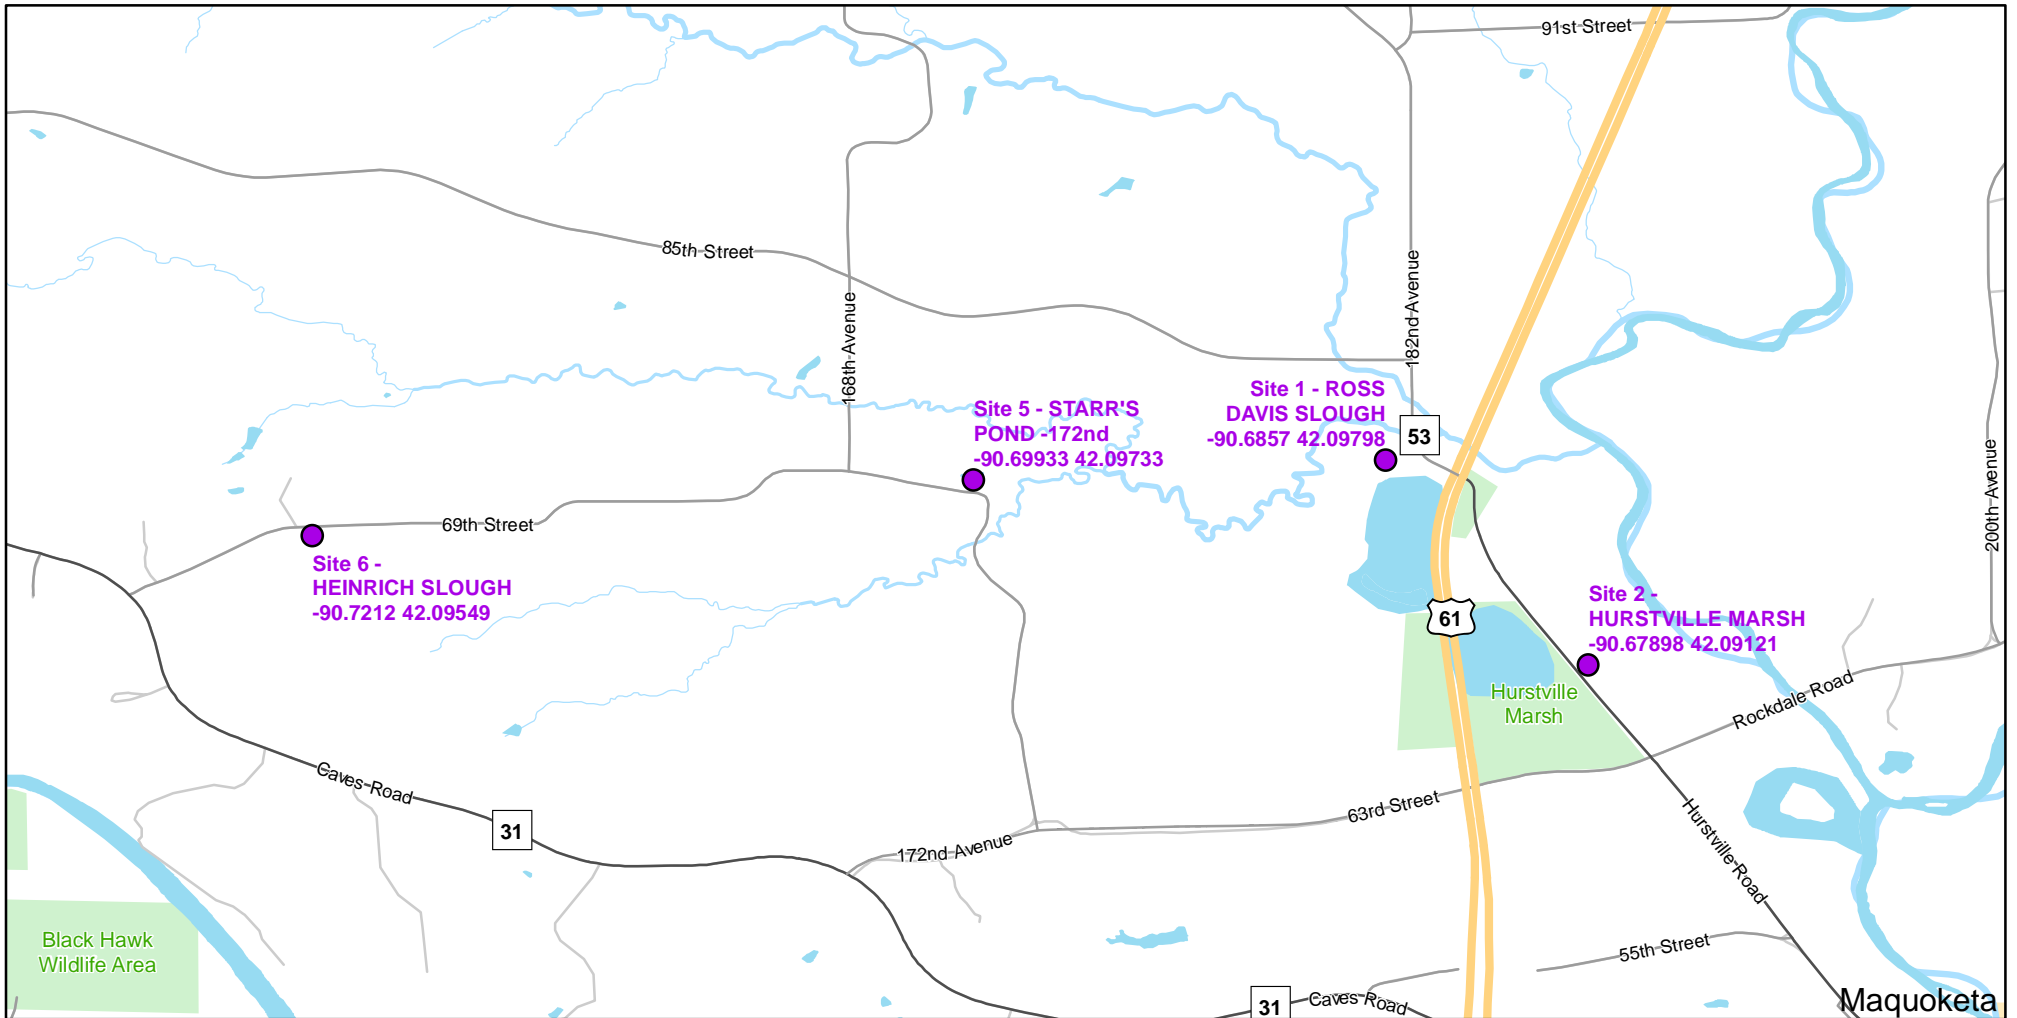 91st Street
85th Street
168th Avenue
182nd Avenue
Site 1 - ROSS
DAVIS SLOUGH
-90.6857 42.09798
53
Site 5 - STARR'S
POND -172nd
-90.69933 42.09733
200th Avenue
69th Street
Site 6 -
HEINRICH SLOUGH
-90.7212 42.09549
61
Site 2 -
HURSTVILLE MARSH
-90.67898 42.09121
Hurstville
Marsh
Rockdale Road
Caves Road
31
63rd Street
172nd Avenue
Hurstville Road
Black Hawk
Wildlife Area
55th Street
31
Caves Road
Maquoketa